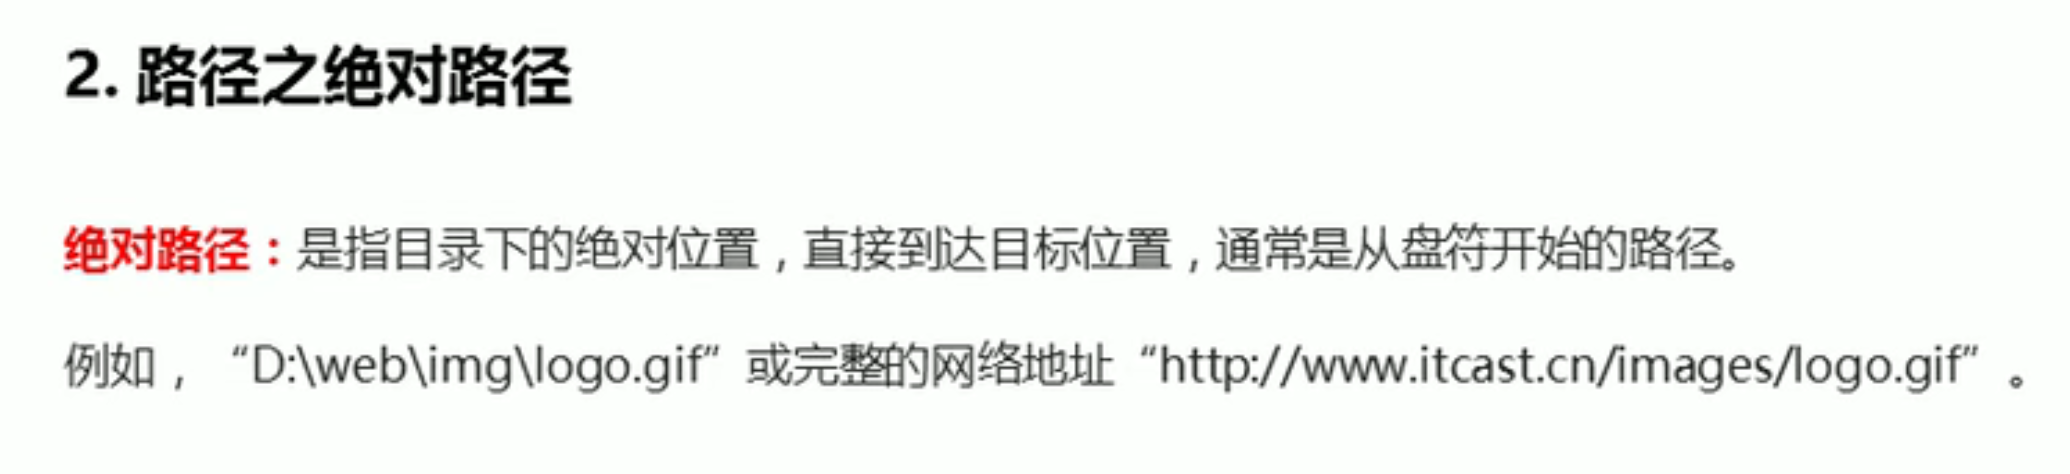 2. 路径之绝对路径
绝对路径：是指目录下的绝对位置，直接到达目标位置，通常是从盘符开始的路径。
例如，“D:\web\img\logo.gif”或完整的网络地址“http://www.itcast.cn/images/logo.gif”。